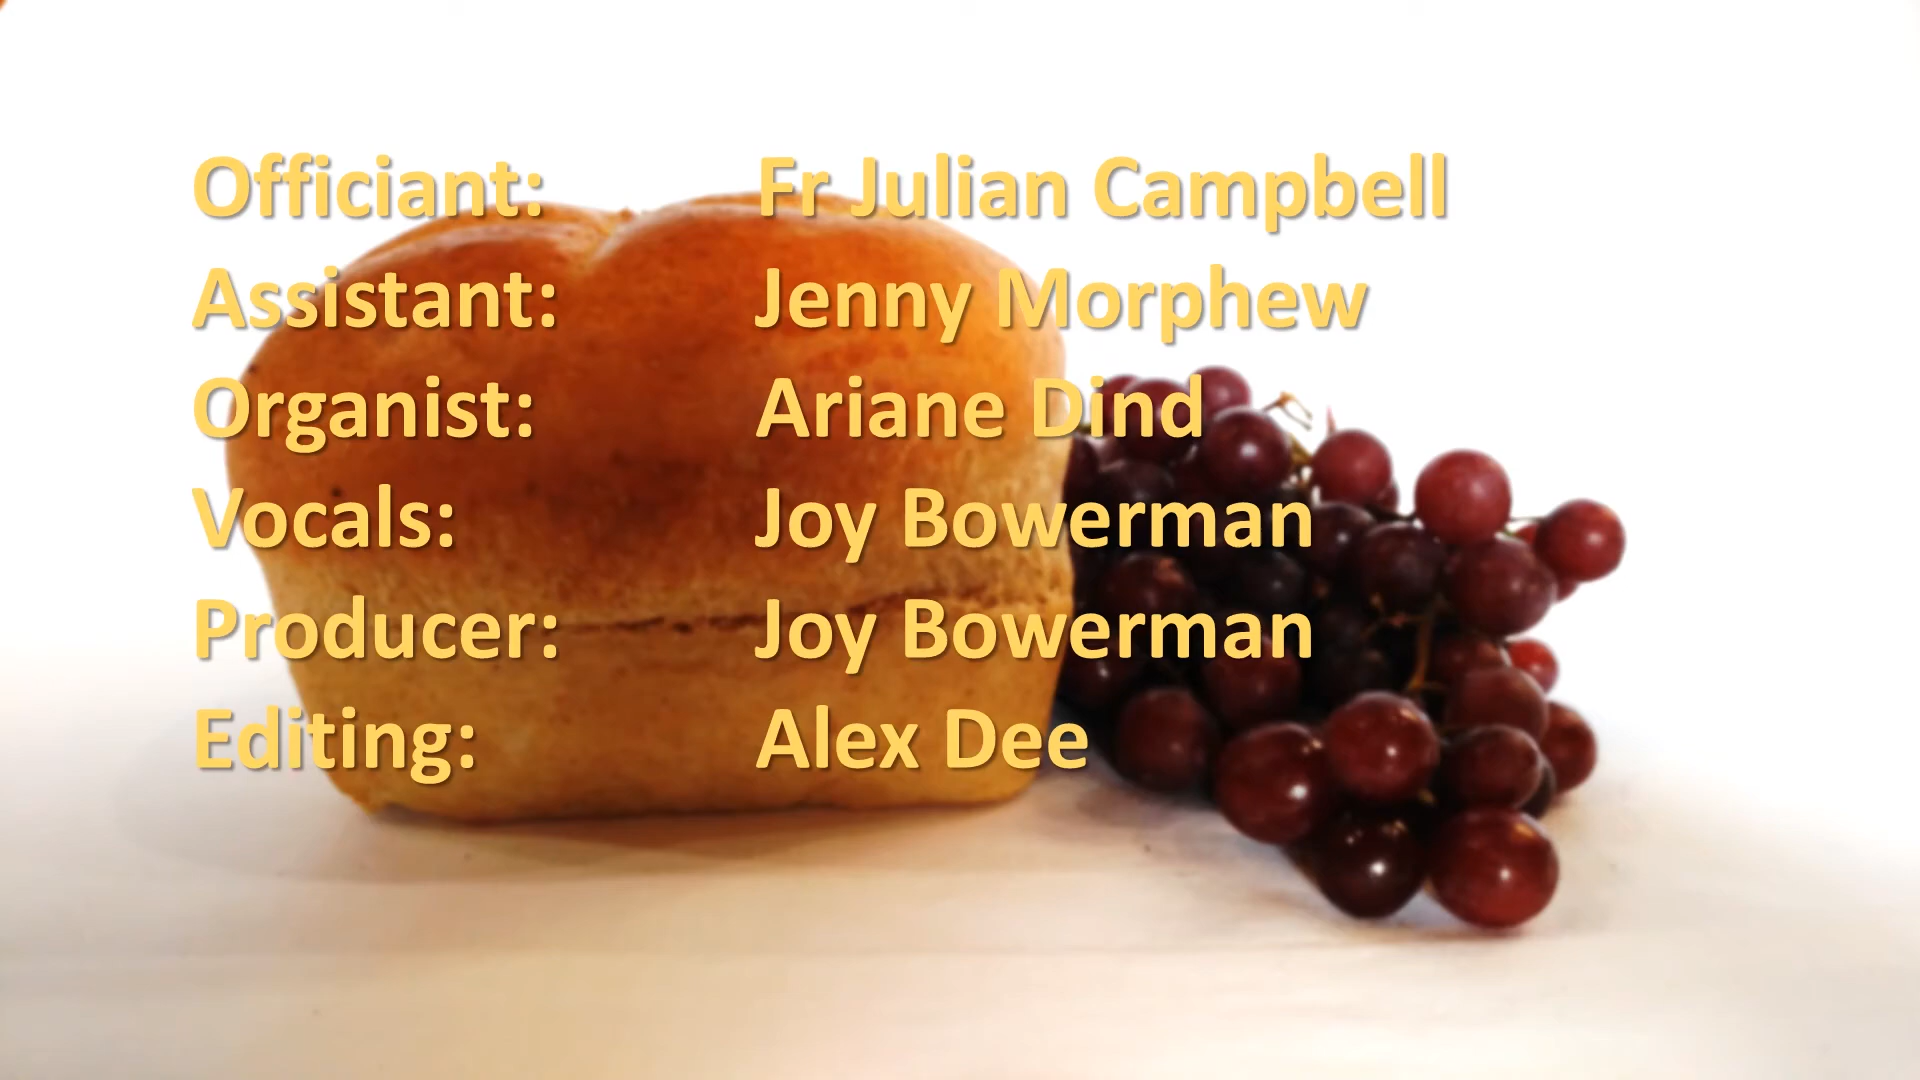 Officiant: Fr Julian Campbell
Assistant: Jenny Morphew
Organist: Ariane Dind
Vocals: Joy Bowerman
Producer: Joy Bowerman
Editing: Alex Dee